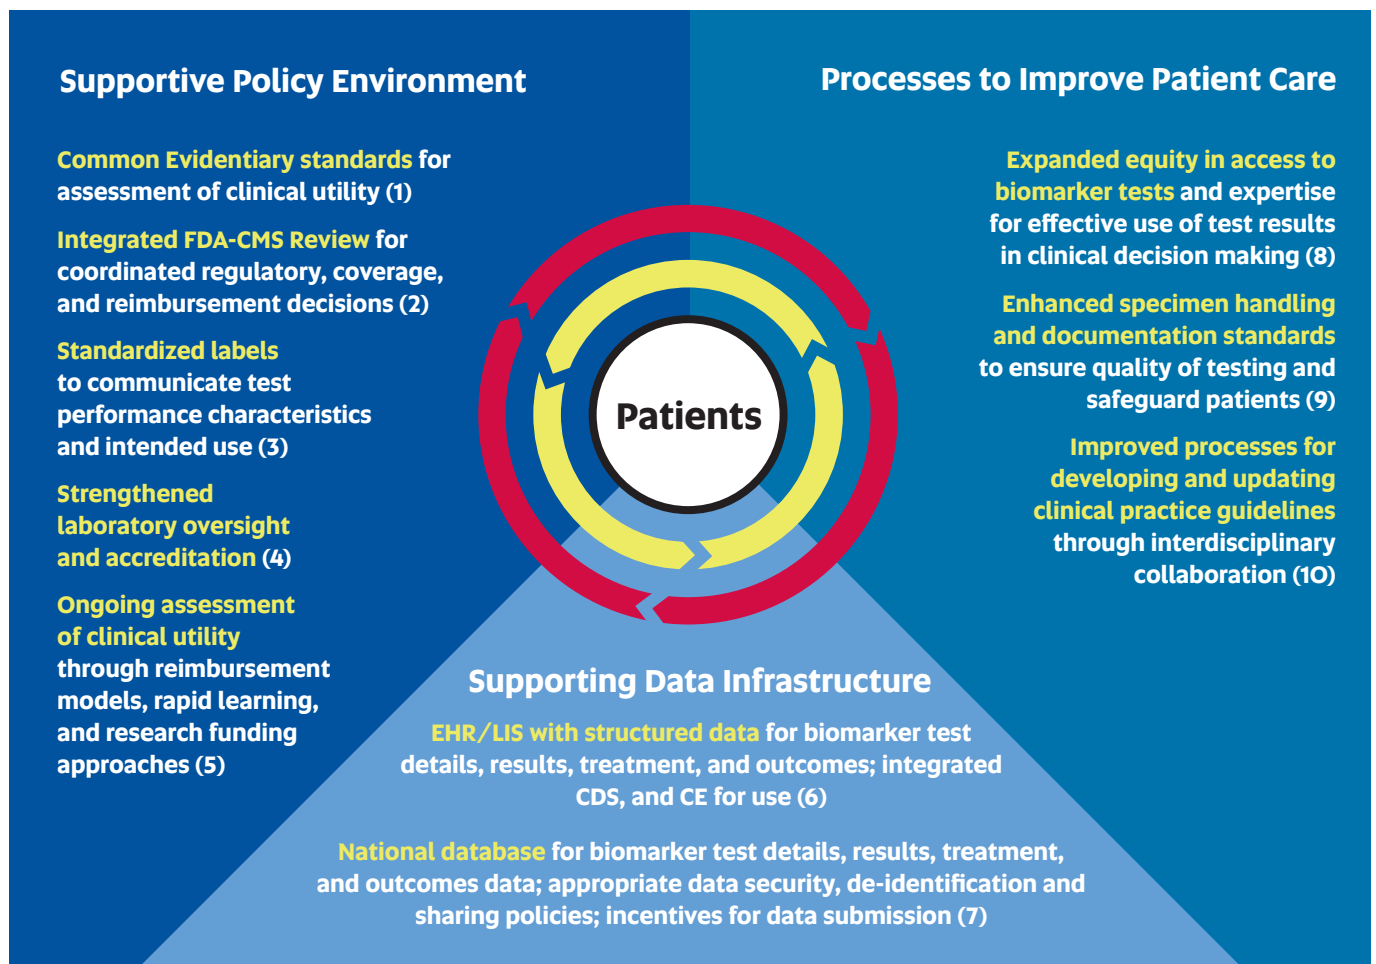 Supportive Policy Environment
Common Evidentiary standards for
assessment of clinical utility (1)
Integrated FDA-CMS Review for
coordinated regulatory, coverage,
and reimbursement decisions (2)
Standardized labels
to communicate test
performance characteristics
and intended use (3)
Strengthened
laboratory oversight
and accreditation (4)
Ongoing assessment
of clinical utility
through reimbursement
models, rapid learning,
and research funding
approaches (5)
Processes to Improve Patient Care
Expanded equity in access to
biomarker tests and expertise
for effective use of test results
in clinical decision making (8)
Enhanced specimen handling
and documentation standards
to ensure quality of testing and
safeguard patients (9)
Improved processes for
developing and updating
clinical practice guidelines
through interdisciplinary
collaboration (10)
Patients
Supporting Data Infrastructure
EHR/LIS with structured data for biomarker test
details, results, treatment, and outcomes; integrated
CDS, and CE for use (6)
National database for biomarker test details, results, treatment,
and outcomes data; appropriate data security, de-identification and
sharing policies; incentives for data submission (7)